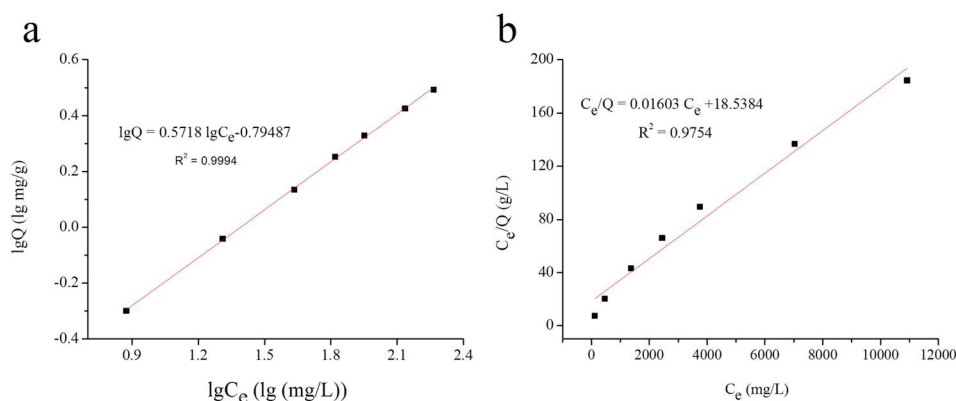 a
lgQ = 0.5718 lgCe-0.79487
R² = 0.9994
lgQ (lg mg/g)
0.6
0.4
0.2
0.0
-0.2
-0.4
0.9 1.2 1.5 1.8 2.1 2.4
lgCe (lg (mg/L))
b
Ce/Q = 0.01603 Ce +18.5384
R² = 0.9754
Ce/Q (g/L)
200
160
120
80
40
0
0 2000 4000 6000 8000 10000 12000
Ce (mg/L)